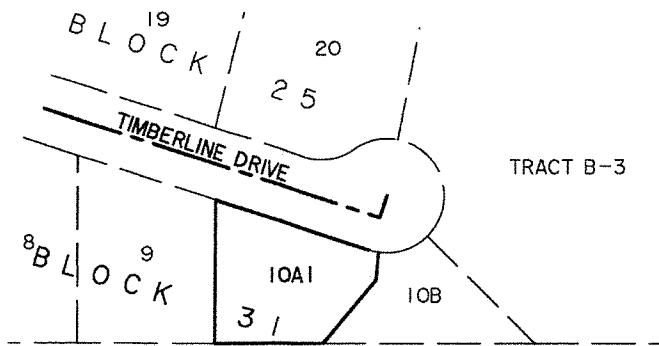 19
BLOCK
20
25
TIMBERLINE DRIVE
TRACT B-3
8
9
BLOCK
10A1
10B
31